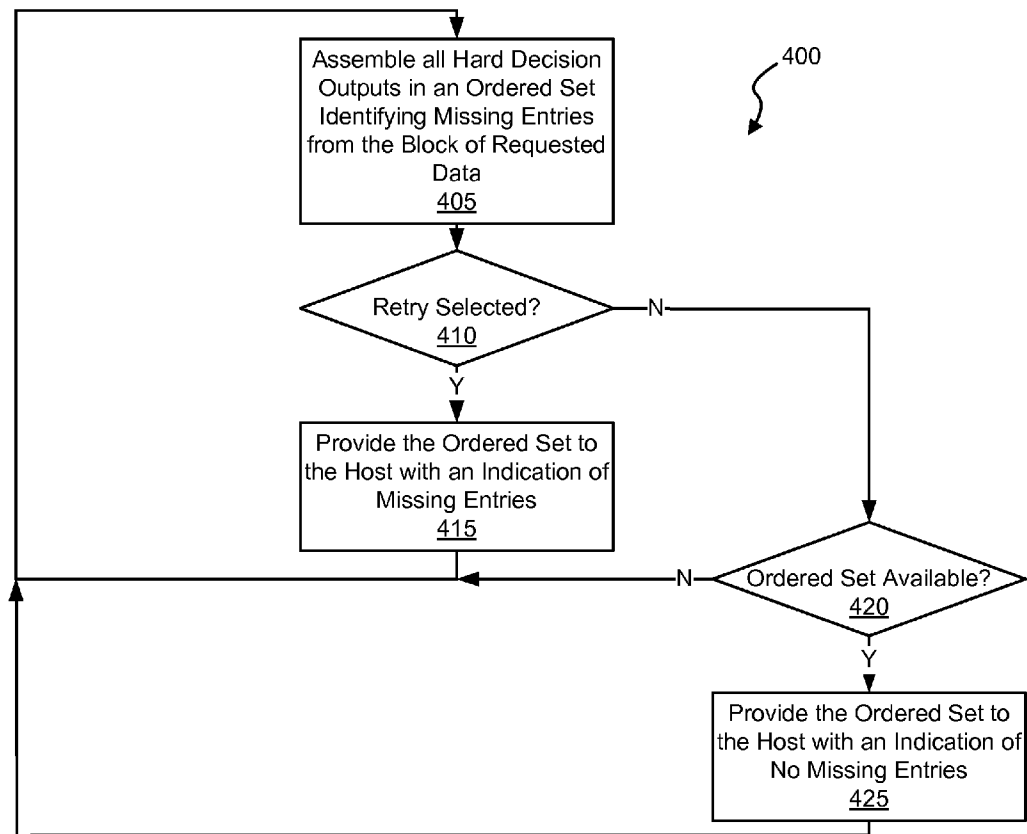 Assemble all Hard Decision
Outputs in an Ordered Set
Identifying Missing Entries
from the Block of Requested
Data
405
400
Retry Selected?
410
N
Y
Provide the Ordered Set to
the Host with an Indication of
Missing Entries
415
Ordered Set Available?
420
N
Y
Provide the Ordered Set to
the Host with an Indication of
No Missing Entries
425